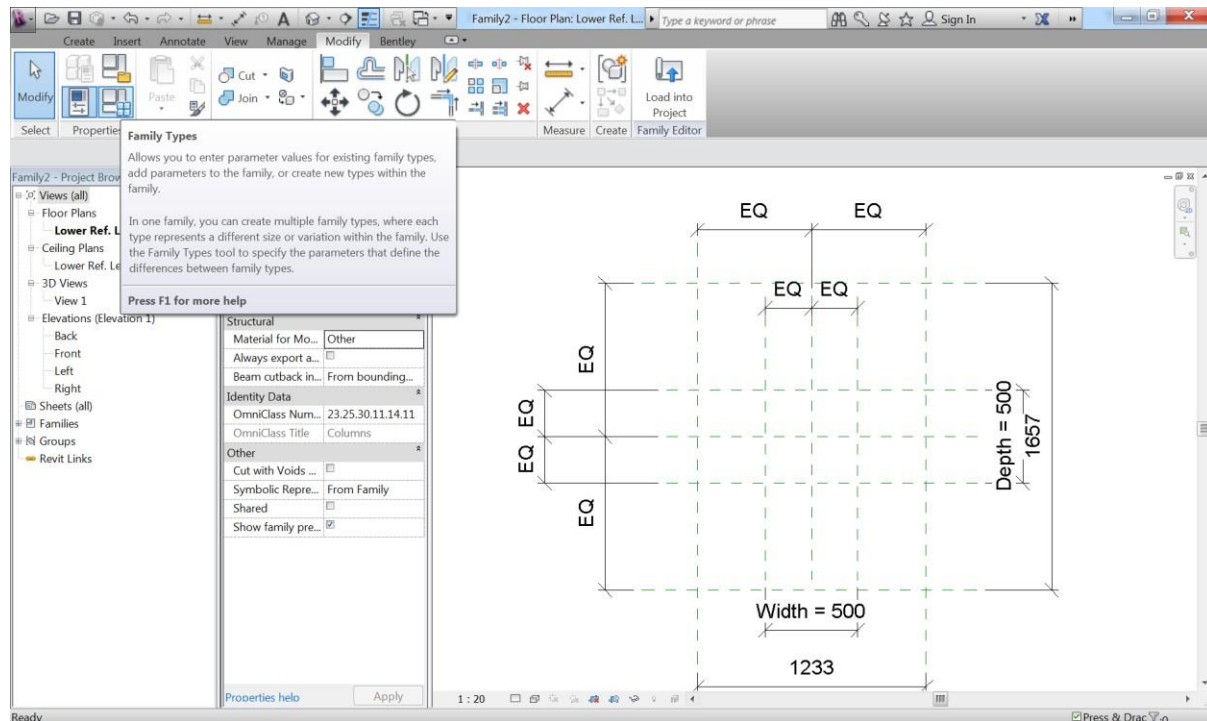 Family2 - Floor Plan: Lower Ref. L...
Type a keyword or phrase
Sign In
Create Insert Annotate View Manage Modify Bentley
Modify
Paste
Cut
Join
Load into
Project
Select
Properties
Measure
Create
Family Editor
Family Types
Allows you to enter parameter values for existing family types,
add parameters to the family, or create new types within the
family.
In one family, you can create multiple family types, where each
type represents a different size or variation within the family. Use
the Family Types tool to specify the parameters that define the
differences between family types.
Press F1 for more help
Family2 - Project Brow
Views (all)
Floor Plans
Lower Ref. L
Ceiling Plans
Lower Ref. Le
3D Views
View 1
Elevations (Elevation 1)
Back
Front
Left
Right
Sheets (all)
Families
Groups
Revit Links
Structural
Material for Mo... Other
Always export a...
Beam cutback in... From bounding...
Identity Data
OmniClass Num... 23.25.30.11.14.11
OmniClass Title Columns
Other
Cut with Voids ...
Symbolic Repre... From Family
Shared
Show family pre...
Properties help
Apply
EQ EQ
EQ EQ
EQ
EQ
EQ
EQ
Depth = 500
1657
Width = 500
1233
1 : 20
Ready
Press & Drag
:0